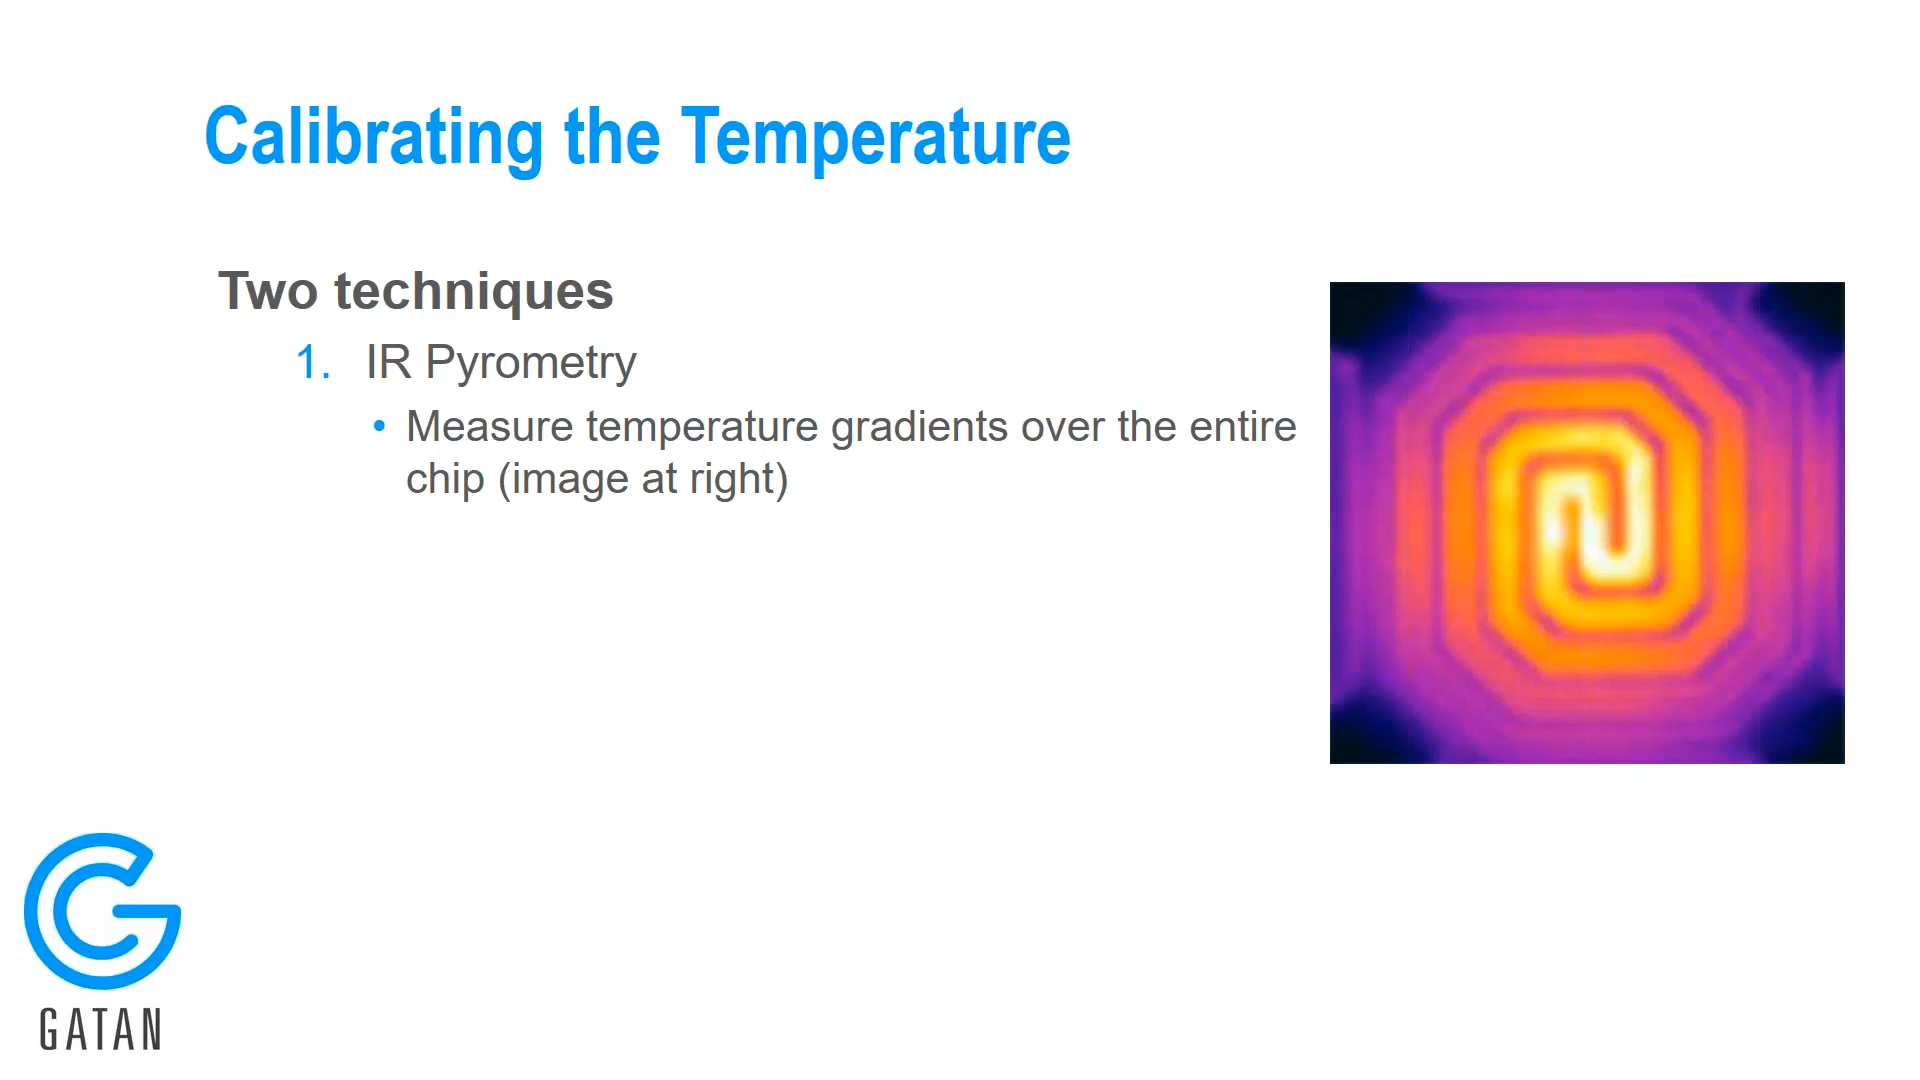 Calibrating the Temperature
Two techniques
1. IR Pyrometry
• Measure temperature gradients over the entire
chip (image at right)
GATAN